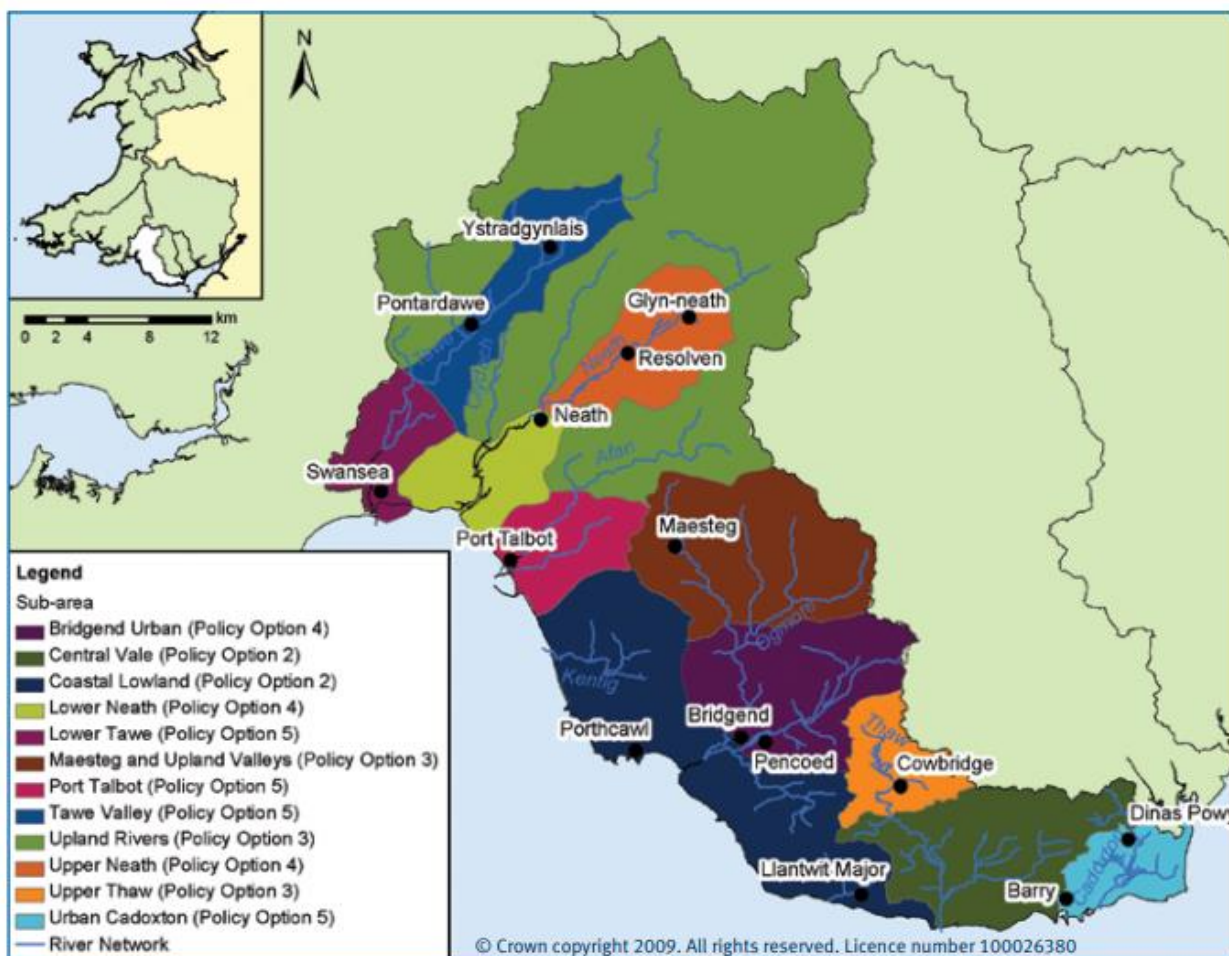 N
km
0 2 4 8 12
Ystradgynlais
Pontardawe
Glyn-neath
Resolven
Neath
Neath
Afan
Swansea
Port Talbot
Maesteg
Ogmore
Kenfig
Bridgend
Porthcawl
Pencoed
Thaw
Cowbridge
Dinas Powy
Llantwit Major
Barry
Cadoxton
Legend
Sub-area
Bridgend Urban (Policy Option 4)
Central Vale (Policy Option 2)
Coastal Lowland (Policy Option 2)
Lower Neath (Policy Option 4)
Lower Tawe (Policy Option 5)
Maesteg and Upland Valleys (Policy Option 3)
Port Talbot (Policy Option 5)
Tawe Valley (Policy Option 5)
Upland Rivers (Policy Option 3)
Upper Neath (Policy Option 4)
Upper Thaw (Policy Option 3)
Urban Cadoxton (Policy Option 5)
River Network
© Crown copyright 2009. All rights reserved. Licence number 100026380